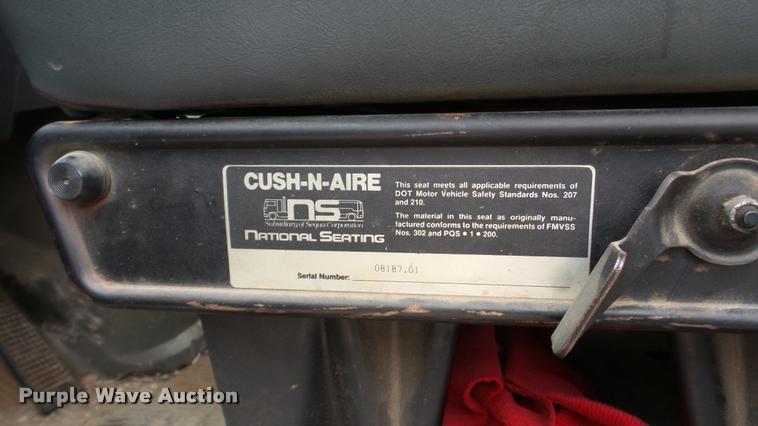 CUSH-N-AIRE
ns
Subsidiary of Sequa Corporation
NATIONAL SEATING
This seat meets all applicable requirements of
DOT Motor Vehicle Safety Standards Nos. 207
and 210.
The material in this seat as originally manu-
factured conforms to the requirements of FMVSS
Nos. 302 and PQS • 1 • 200.
Serial Number: 08187.01
Purple Wave Auction®